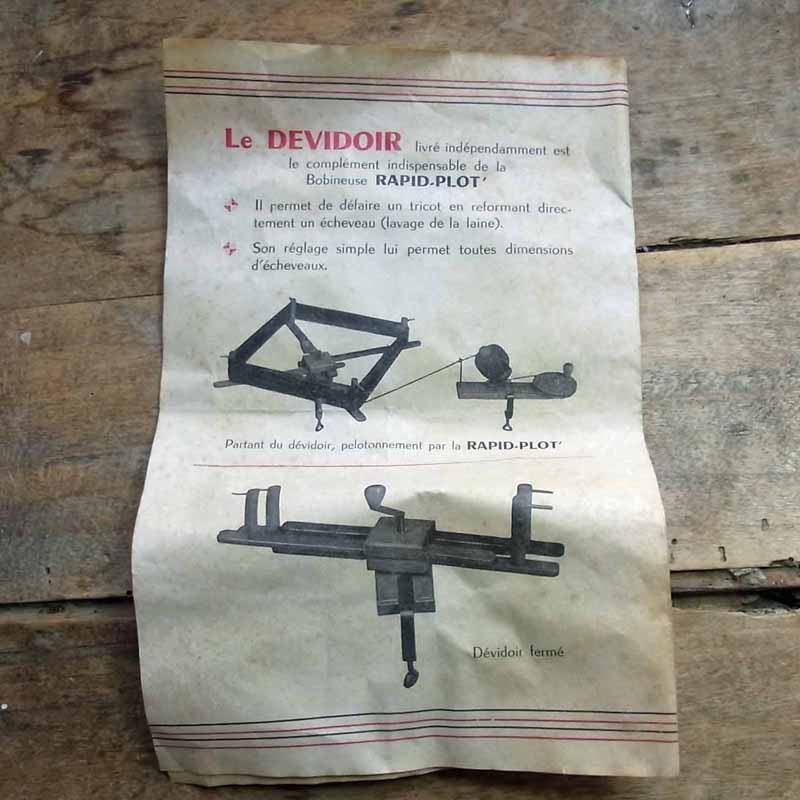 Le DEVIDOIR livré indépendamment est
le complément indispensable de la
Bobineuse RAPID-PLOT'
Il permet de défaire un tricot en reformant direc-
tement un écheveau (lavage de la laine).
Son réglage simple lui permet toutes dimensions
d'écheveaux.
Partant du dévidoir, pelotonnement par la RAPID-PLOT'
Dévidoir fermé